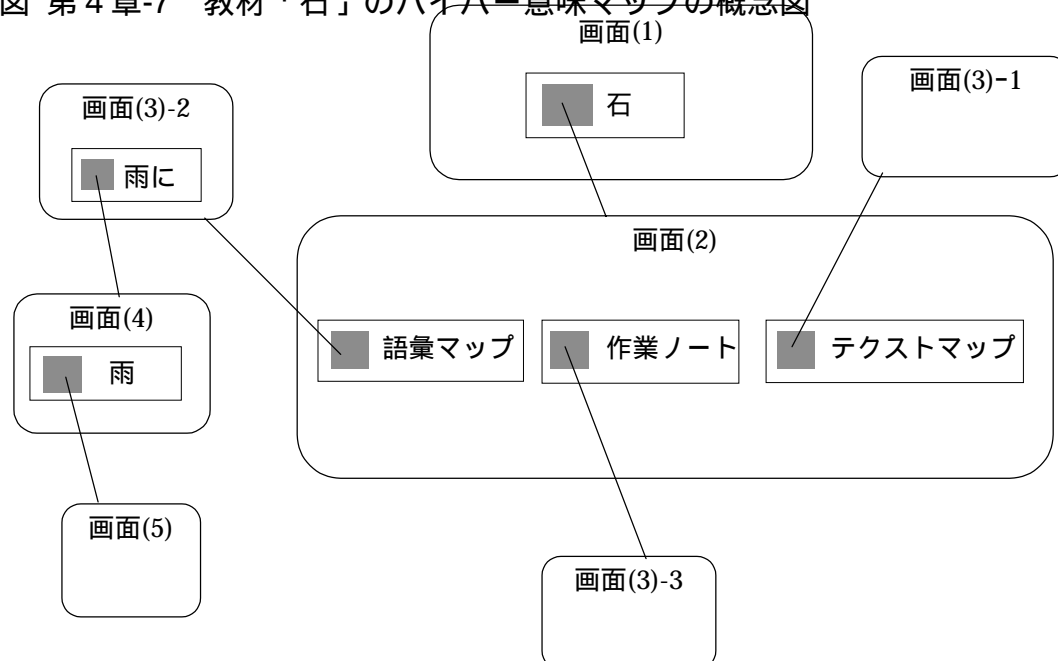 図 第4章-7　教材「石」のハイパー意味マップの概念図
画面(1)
石
画面(3)-1
画面(3)-2
雨に
画面(2)
語彙マップ
作業ノート
テクストマップ
画面(4)
雨
画面(5)
画面(3)-3